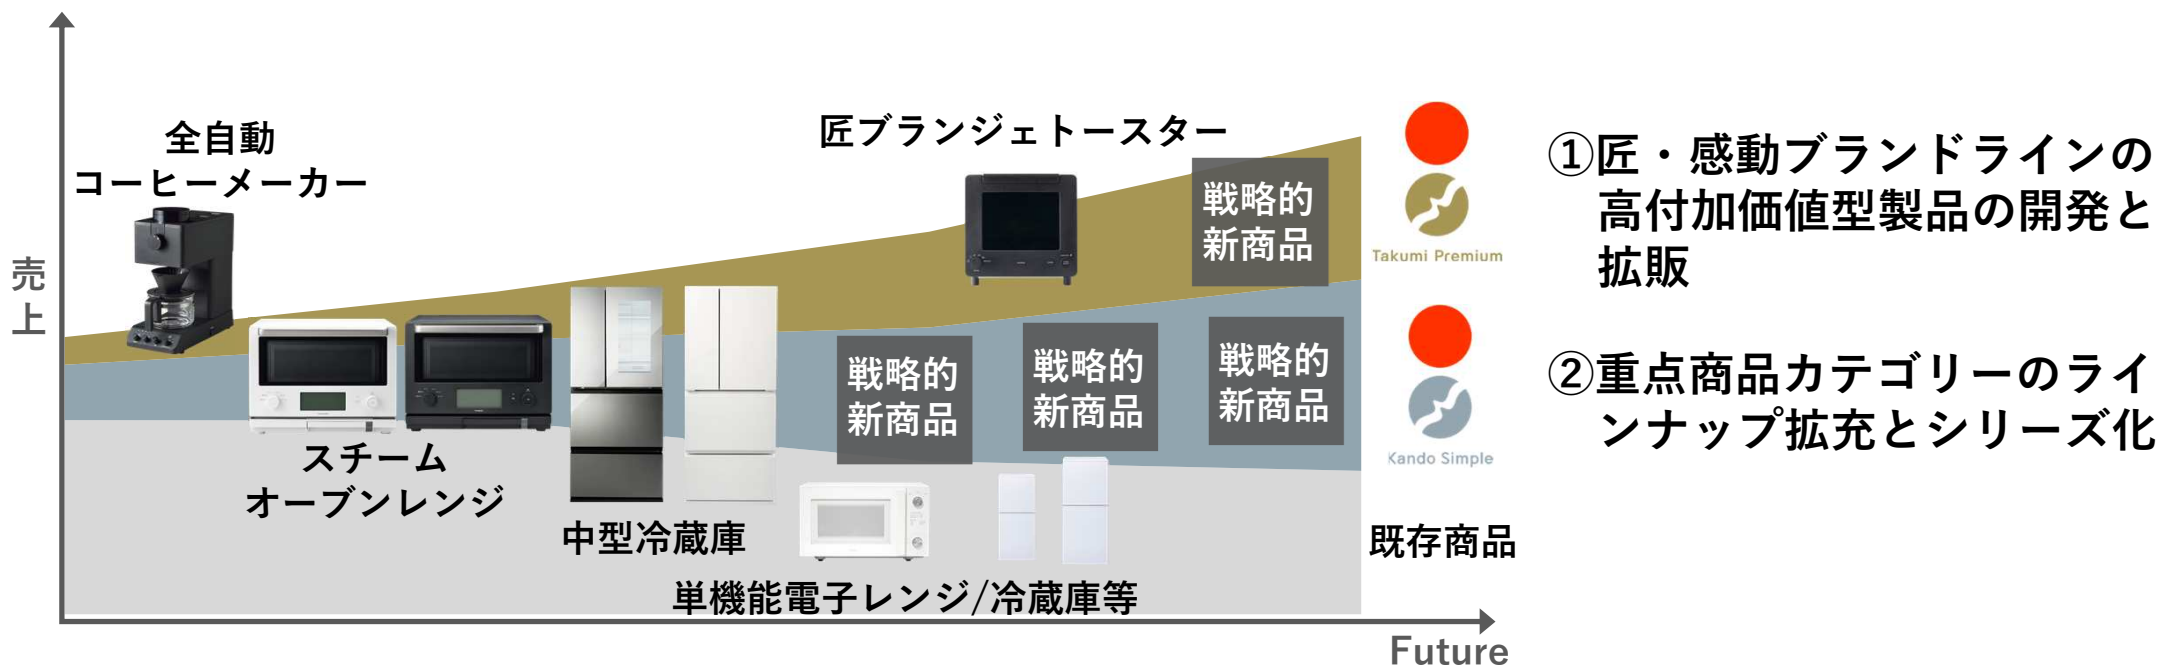 売
上
全自動
コーヒーメーカー
スチーム
オーブンレンジ
中型冷蔵庫
単機能電子レンジ/冷蔵庫等
匠ブランジェトースター
戦略的
新商品
戦略的
新商品
戦略的
新商品
戦略的
新商品
Takumi Premium
Kando Simple
既存商品
Future
①匠・感動ブランドラインの
高付加価値型製品の開発と
拡販
②重点商品カテゴリーのライ
ンナップ拡充とシリーズ化